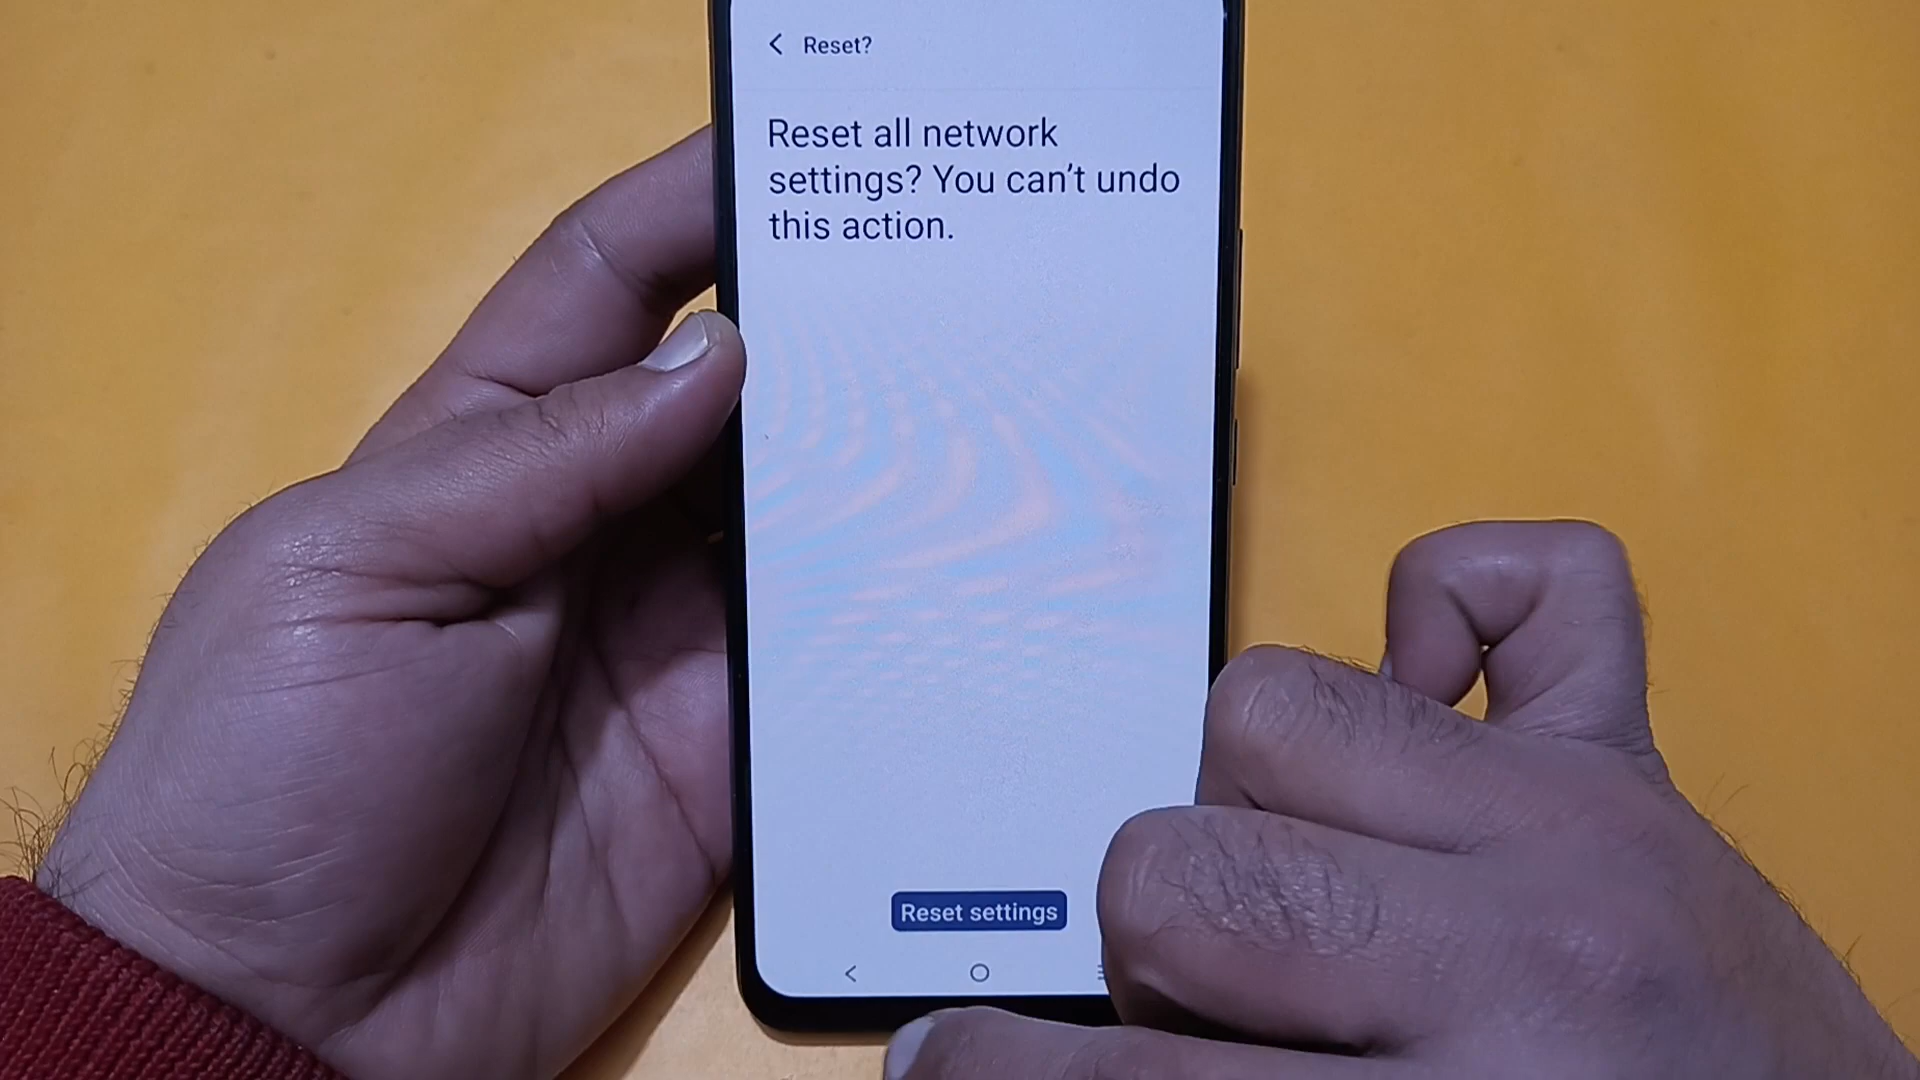 Reset?
Reset all network
settings? You can’t undo
this action.
Reset settings